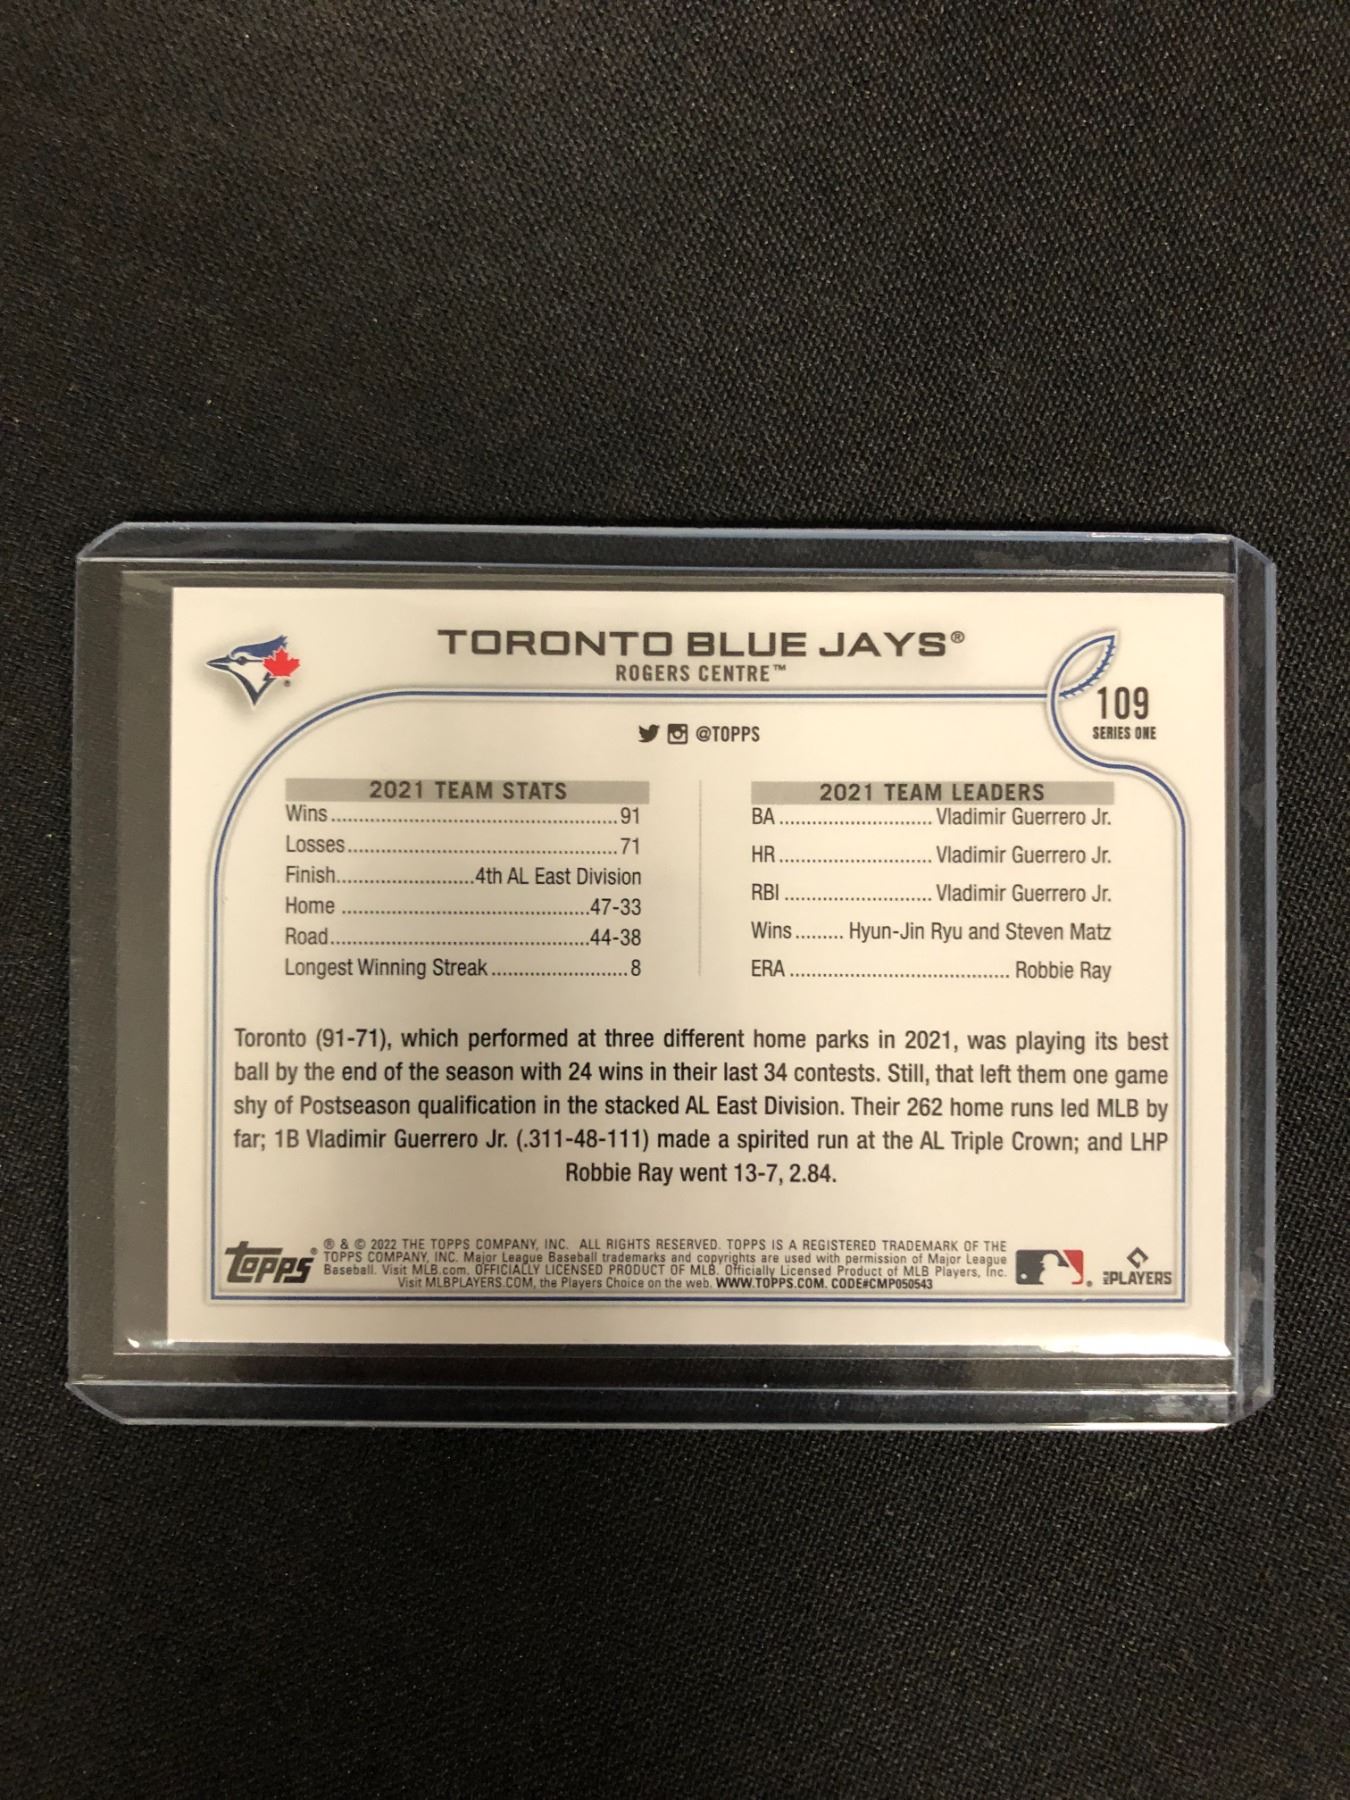 TORONTO BLUE JAYS®
ROGERS CENTRE™
109
SERIES ONE
@TOPPS
2021 TEAM STATS
Wins.......................................91
Losses.....................................71
Finish......................4th AL East Division
Home ...................................47-33
Road.....................................44-38
Longest Winning Streak...................8
2021 TEAM LEADERS
BA ............................ Vladimir Guerrero Jr.
HR ............................ Vladimir Guerrero Jr.
RBI ........................... Vladimir Guerrero Jr.
Wins ......... Hyun-Jin Ryu and Steven Matz
ERA ........................................ Robbie Ray
Toronto (91-71), which performed at three different home parks in 2021, was playing its best
ball by the end of the season with 24 wins in their last 34 contests. Still, that left them one game
shy of Postseason qualification in the stacked AL East Division. Their 262 home runs led MLB by
far; 1B Vladimir Guerrero Jr. (.311-48-111) made a spirited run at the AL Triple Crown; and LHP
Robbie Ray went 13-7, 2.84.
topps®
® & © 2022 THE TOPPS COMPANY, INC. ALL RIGHTS RESERVED. TOPPS IS A REGISTERED TRADEMARK OF THE
TOPPS COMPANY, INC. Major League Baseball trademarks and copyrights are used with permission of Major League
Baseball. Visit MLB.com. OFFICIALLY LICENSED PRODUCT OF MLB. Officially Licensed Product of MLB Players, Inc.
Visit MLBPLAYERS.COM, the Players Choice on the web. WWW.TOPPS.COM. CODE#CMP050543
MLBPLAYERS